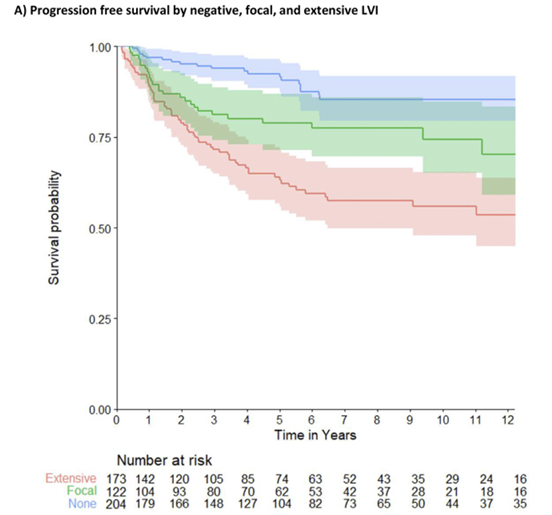 A) Progression free survival by negative, focal, and extensive LVI
1.00
0.75
0.50
0.25
0.00
Survival probability
0 1 2 3 4 5 6 7 8 9 10 11 12
Time in Years
Number at risk
Extensive 173 142 120 105 85 74 63 52 43 35 29 24 16
Focal 122 104 93 80 70 62 53 42 37 28 21 18 16
None 204 179 166 148 127 104 82 73 65 50 44 37 35